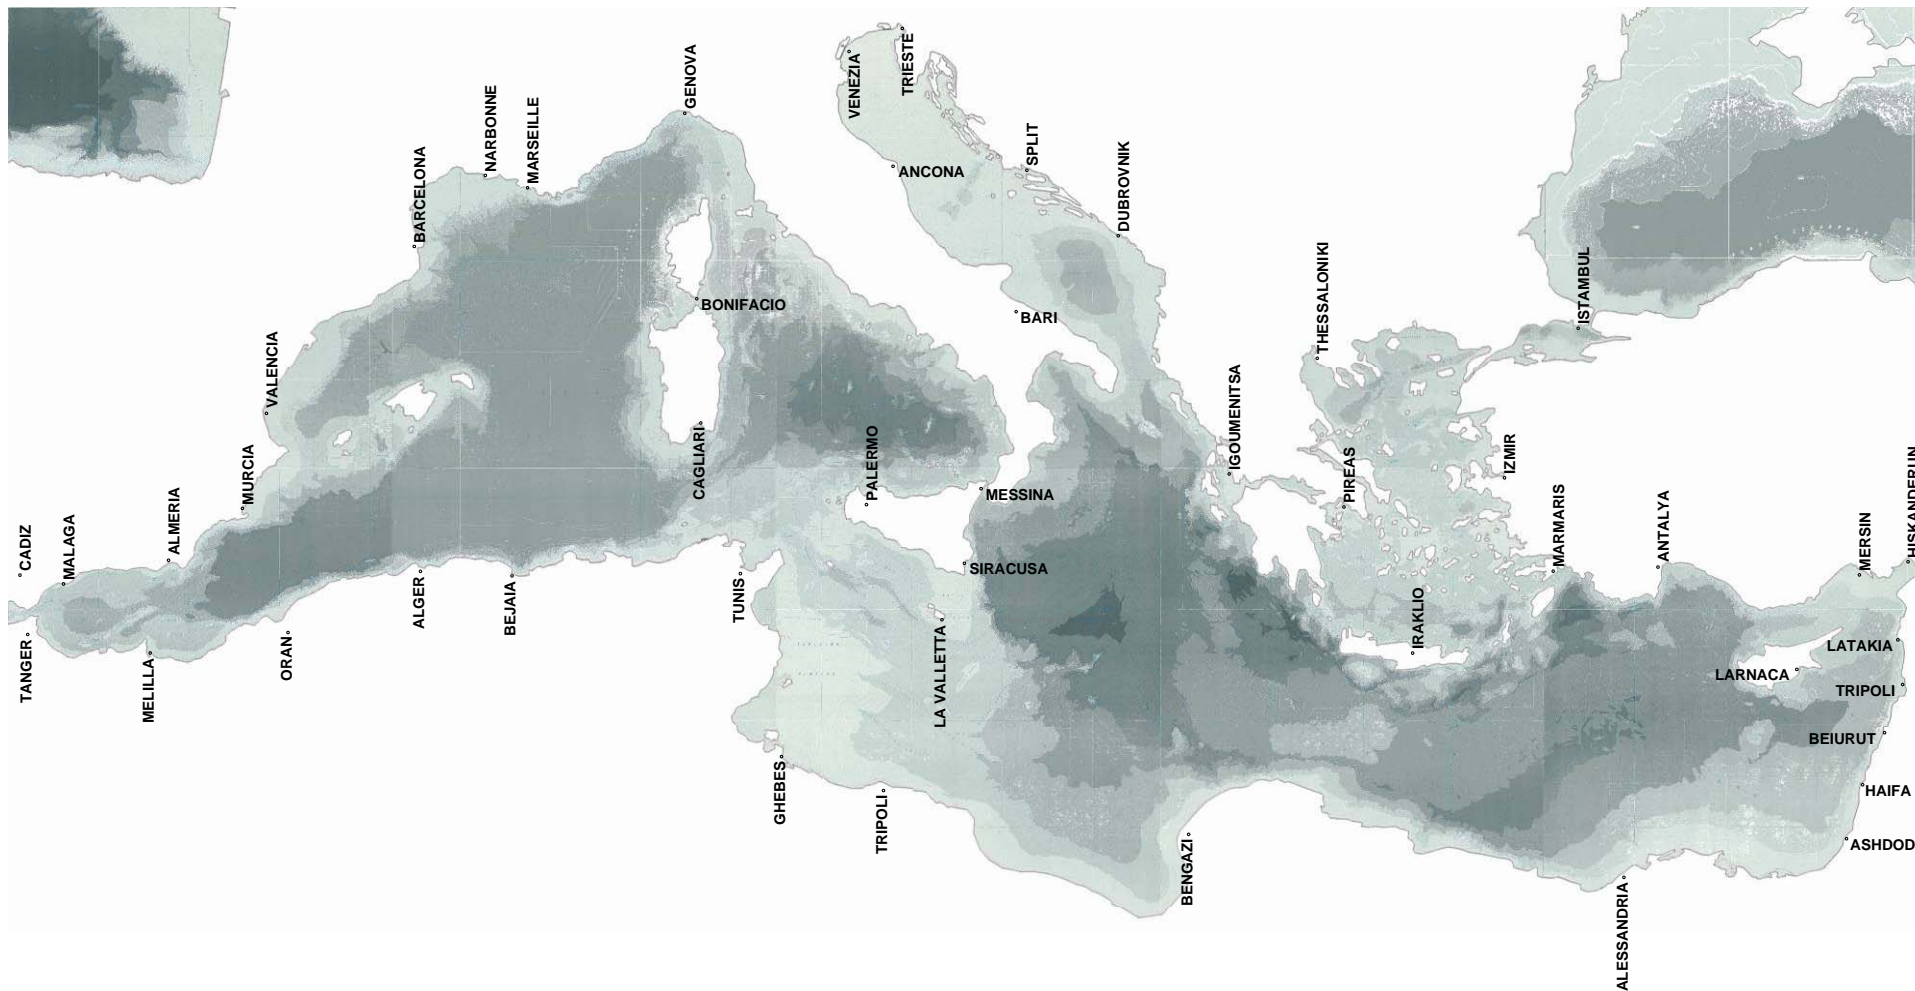 VENEZIA
TRIESTE
GENOVA
NARBONNE
MARSEILLE
BARCELONA
ANCONA
SPLIT
DUBROVNIK
BONIFACIO
BARI
THESSALONIKI
ISTAMBUL
VALENCIA
IGOUMENITSA
IZMIR
CAGLIARI
PALERMO
MESSINA
PIREAS
MURCIA
ALMERIA
CADIZ
MALAGA
MARMARIS
ANTALYA
MERSIN
HISKANDERUN
SIRACUSA
TANGER
MELILLA
ORAN
ALGER
BEJAIA
TUNIS
LA VALLETTA
IRAKLIO
LATAKIA
LARNACA
TRIPOLI
BEIURUT
GHEBES
TRIPOLI
HAIFA
BENGAZI
ASHDOD
ALESSANDRIA